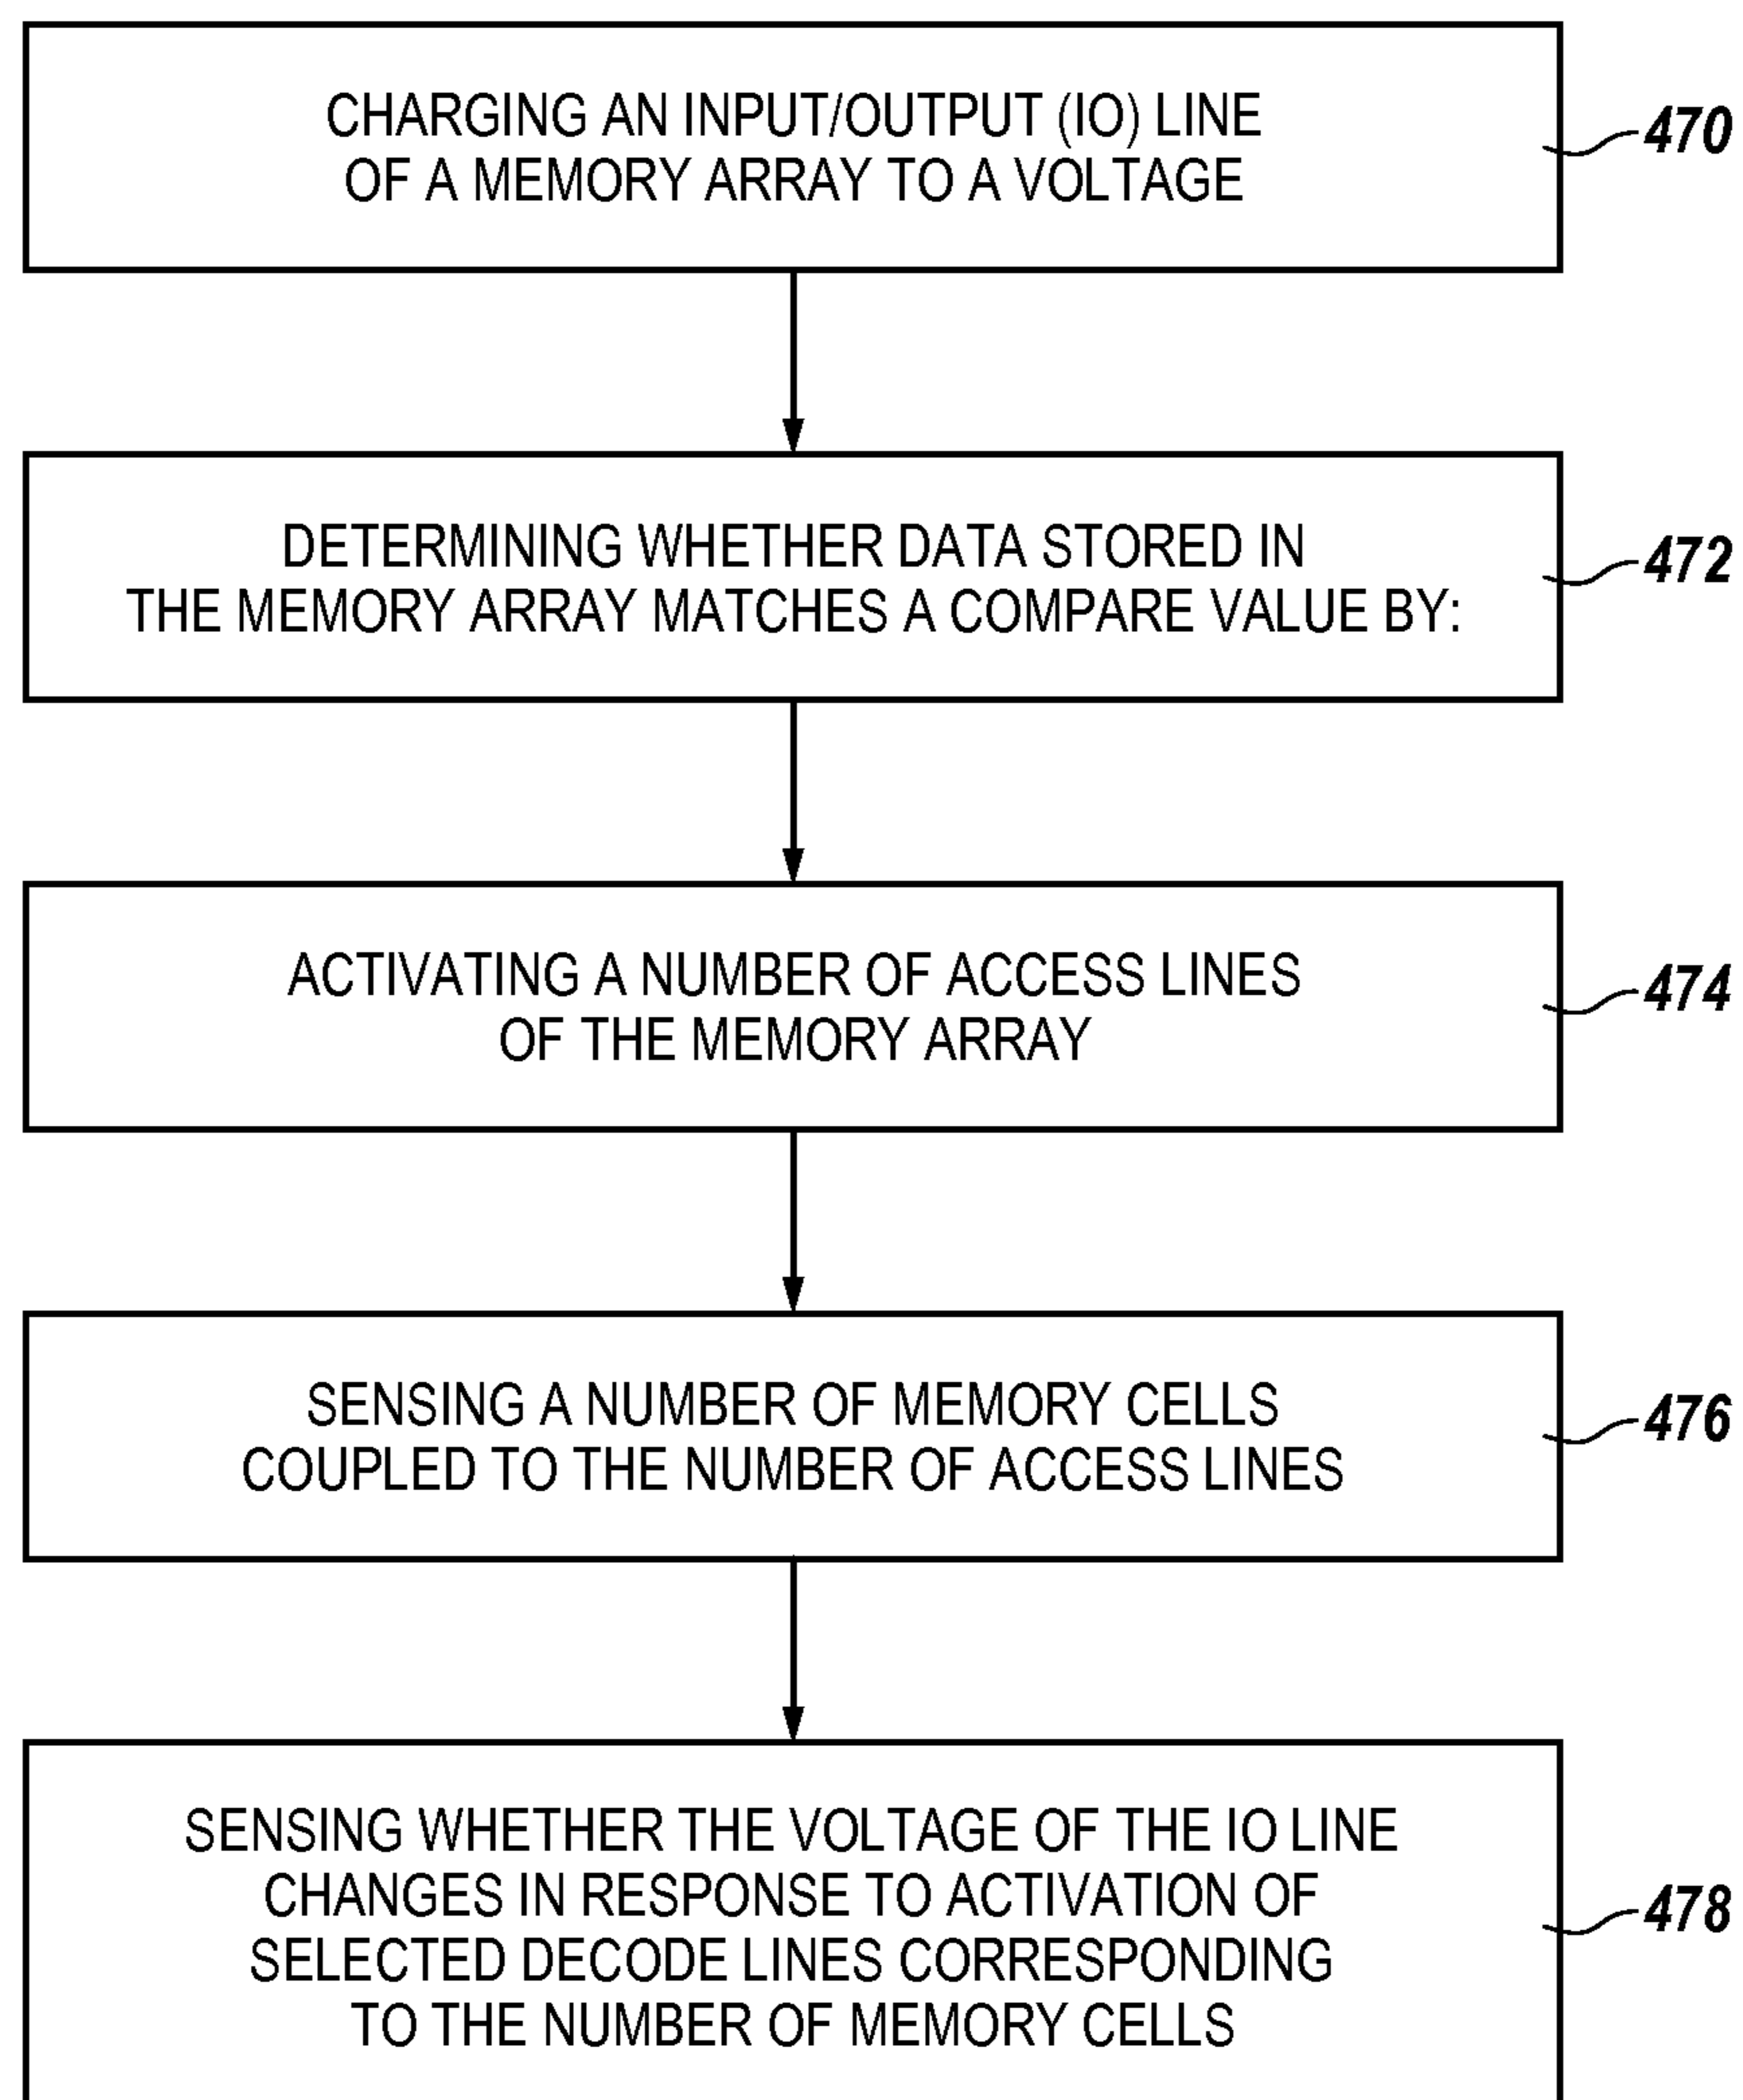 CHARGING AN INPUT/OUTPUT (IO) LINE
OF A MEMORY ARRAY TO A VOLTAGE
470
DETERMINING WHETHER DATA STORED IN
THE MEMORY ARRAY MATCHES A COMPARE VALUE BY:
472
ACTIVATING A NUMBER OF ACCESS LINES
OF THE MEMORY ARRAY
474
SENSING A NUMBER OF MEMORY CELLS
COUPLED TO THE NUMBER OF ACCESS LINES
476
SENSING WHETHER THE VOLTAGE OF THE IO LINE
CHANGES IN RESPONSE TO ACTIVATION OF
SELECTED DECODE LINES CORRESPONDING
TO THE NUMBER OF MEMORY CELLS
478